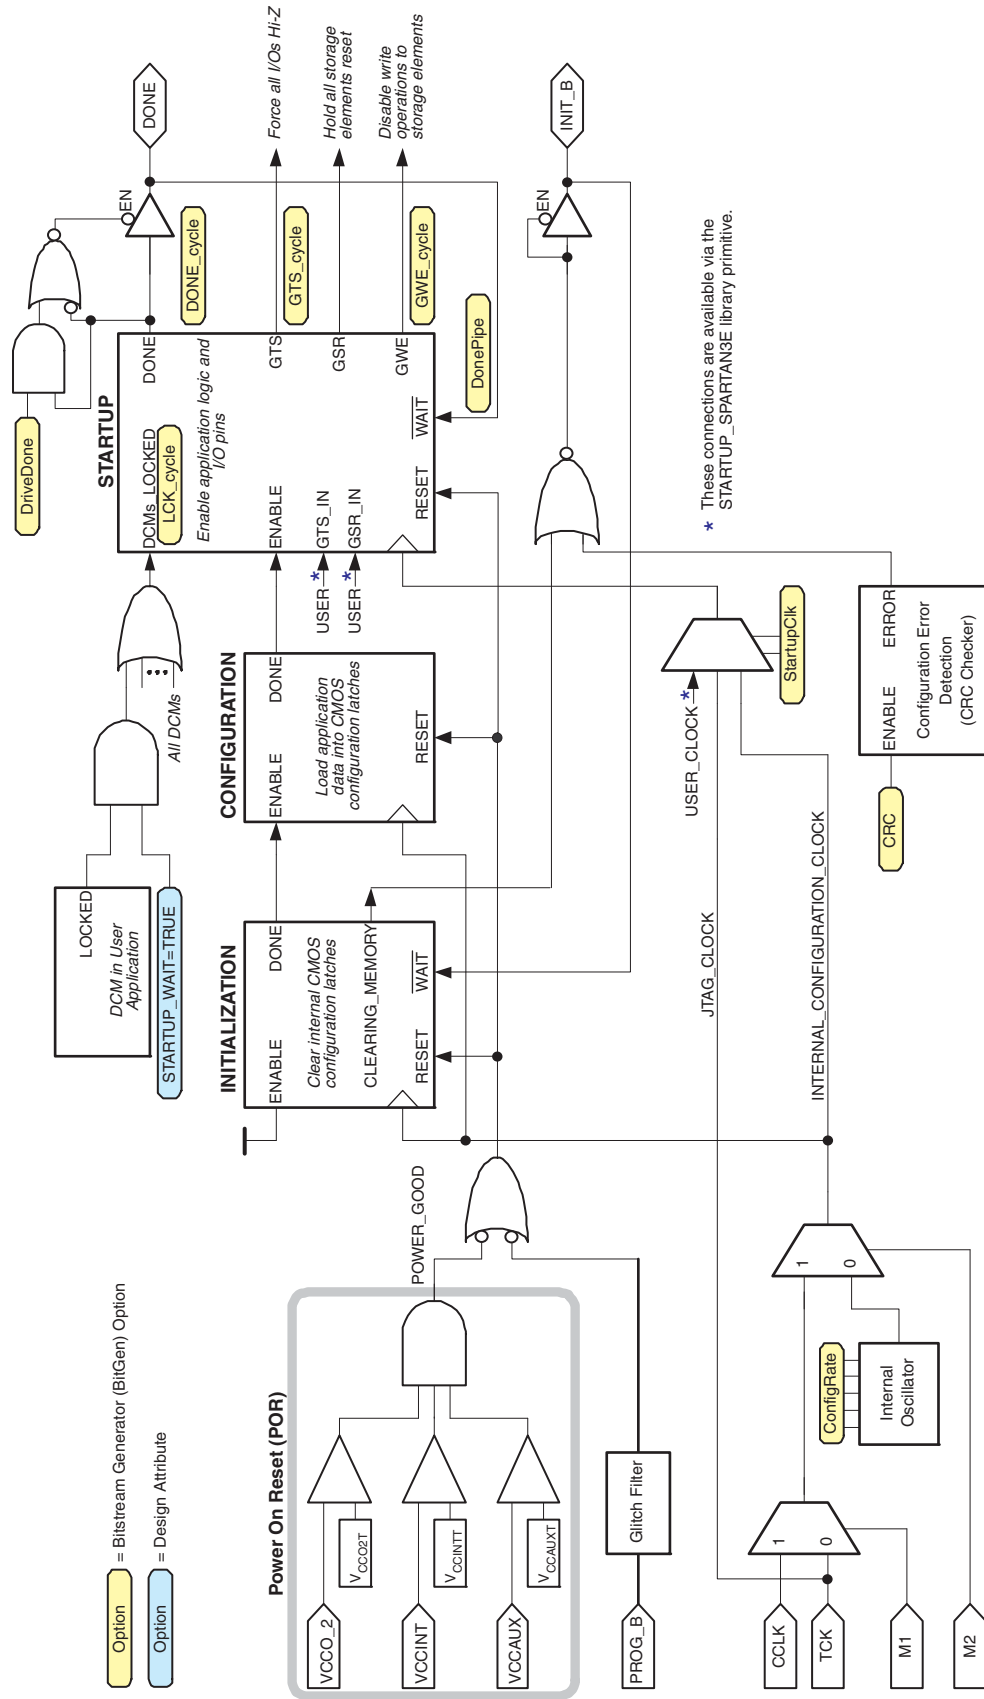 Option = Bitstream Generator (BitGen) Option
Option = Design Attribute
Power On Reset (POR)
VCCO_2
VCCO2T
VCCINT
VCCINTT
VCCAUX
VCCAUXT
POWER_GOOD
PROG_B
Glitch Filter
CCLK
TCK
M1
M2
1
0
ConfigRate
Internal
Oscillator
1
0
LOCKED
DCM in User
Application
STARTUP_WAIT=TRUE
All DCMs
INITIALIZATION
ENABLE
DONE
Clear internal CMOS
configuration latches
CLEARING_MEMORY
RESET
WAIT
CONFIGURATION
ENABLE
DONE
Load application
data into CMOS
configuration latches
RESET
STARTUP
DCMs_LOCKED
LCK_cycle
DONE
Enable application logic and
I/O pins
ENABLE
GTS
USER * GTS_IN
USER * GSR_IN
GSR
GWE
RESET
WAIT
DriveDone
EN
DONE
DONE_cycle
GTS_cycle
GWE_cycle
DonePipe
Force all I/Os Hi-Z
Hold all storage
elements reset
Disable write
operations to
storage elements
EN
INIT_B
USER_CLOCK *
JTAG_CLOCK
INTERNAL_CONFIGURATION_CLOCK
StartupClk
* These connections are available via the
STARTUP_SPARTAN3E library primitive.
CRC
ENABLE
ERROR
Configuration Error
Detection
(CRC Checker)